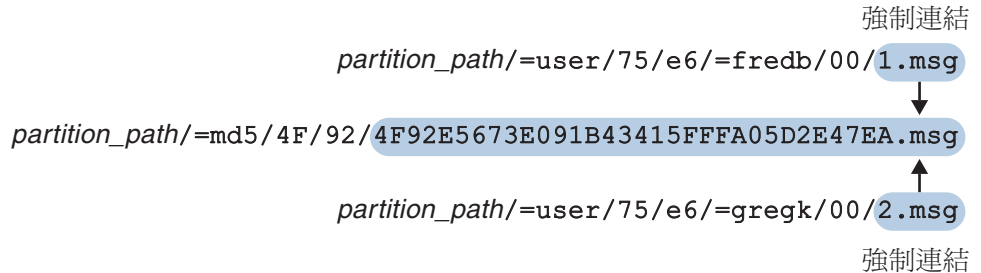 強制連結
partition_path/=user/75/e6/=fredb/00/1.msg
partition_path/=md5/4F/92/4F92E5673E091B43415FFFA05D2E47EA.msg
partition_path/=user/75/e6/=gregk/00/2.msg
強制連結